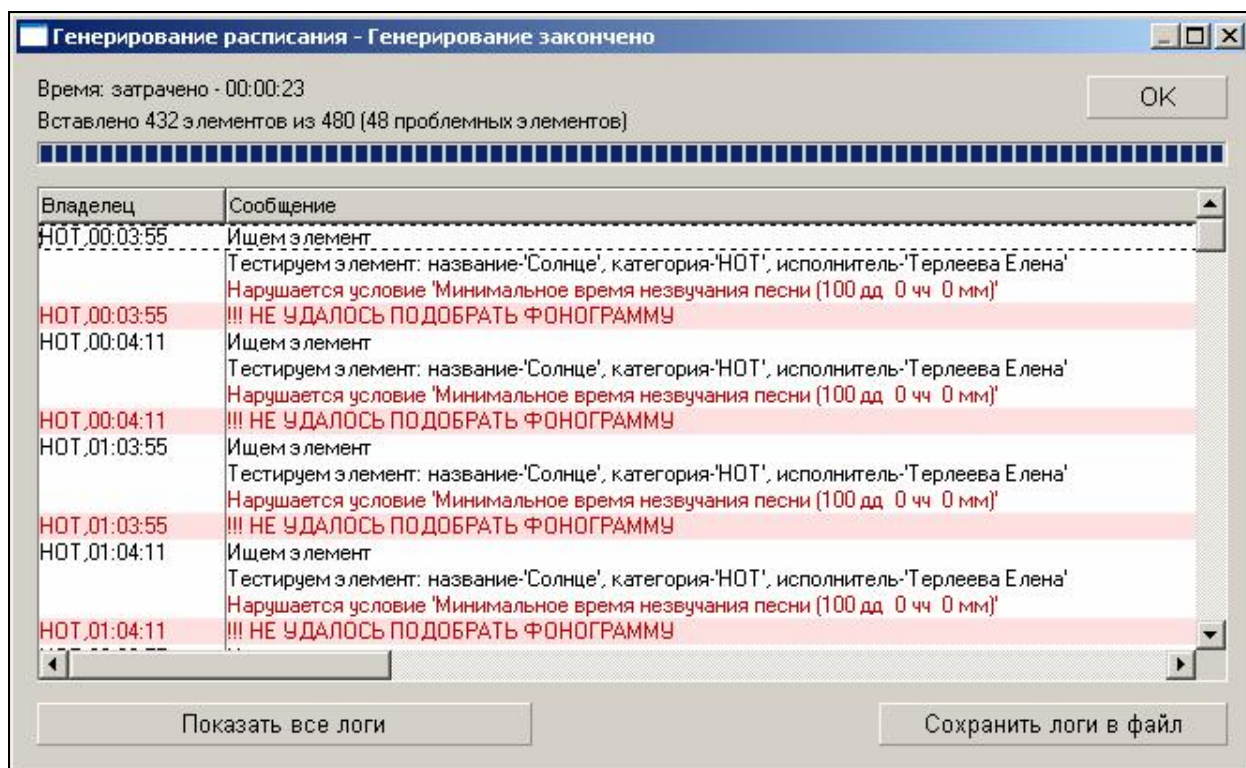 Генерирование расписания - Генерирование закончено
Время: затрачено - 00:00:23
OK
Вставлено 432 элементов из 480 (48 проблемных элементов)
Владелец Сообщение
HOT,00:03:55 Ищем элемент
Тестируем элемент: название-'Солнце', категория-'HOT', исполнитель-'Терлеева Елена'
Нарушается условие 'Минимальное время незвучания песни (100 дд 0 чч 0 мм)'
HOT,00:03:55 !!! НЕ УДАЛОСЬ ПОДОБРАТЬ ФОНОГРАММУ
HOT,00:04:11 Ищем элемент
Тестируем элемент: название-'Солнце', категория-'HOT', исполнитель-'Терлеева Елена'
Нарушается условие 'Минимальное время незвучания песни (100 дд 0 чч 0 мм)'
HOT,00:04:11 !!! НЕ УДАЛОСЬ ПОДОБРАТЬ ФОНОГРАММУ
HOT,01:03:55 Ищем элемент
Тестируем элемент: название-'Солнце', категория-'HOT', исполнитель-'Терлеева Елена'
Нарушается условие 'Минимальное время незвучания песни (100 дд 0 чч 0 мм)'
HOT,01:03:55 !!! НЕ УДАЛОСЬ ПОДОБРАТЬ ФОНОГРАММУ
HOT,01:04:11 Ищем элемент
Тестируем элемент: название-'Солнце', категория-'HOT', исполнитель-'Терлеева Елена'
Нарушается условие 'Минимальное время незвучания песни (100 дд 0 чч 0 мм)'
HOT,01:04:11 !!! НЕ УДАЛОСЬ ПОДОБРАТЬ ФОНОГРАММУ
Показать все логи
Сохранить логи в файл